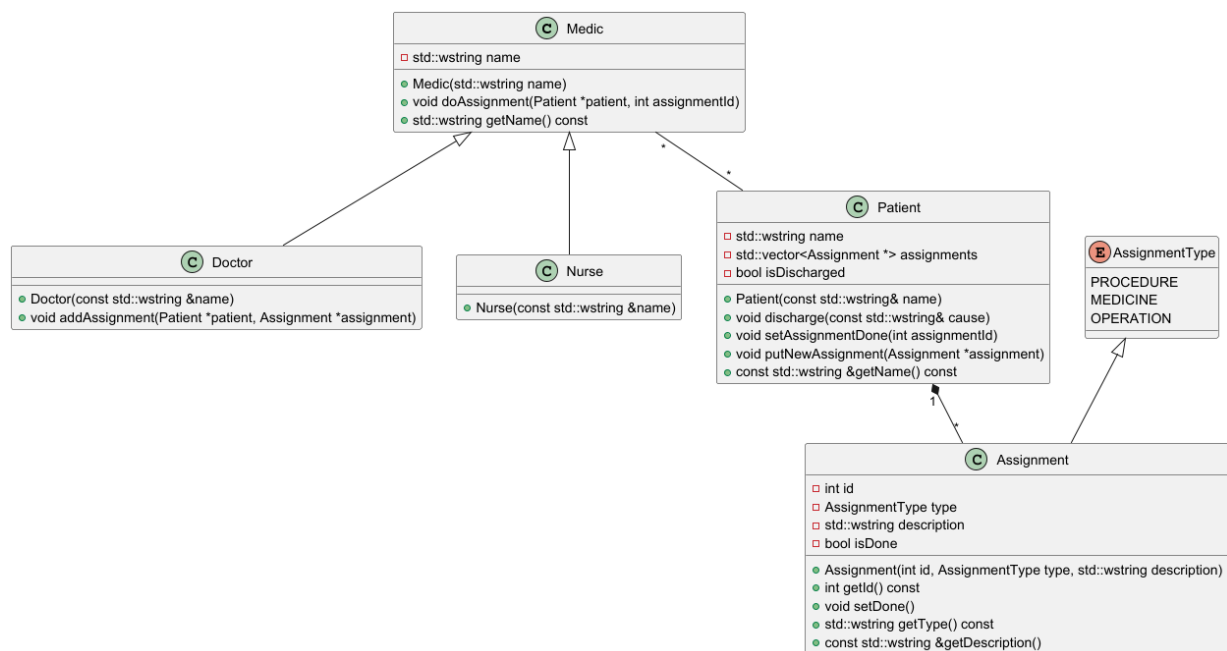 C Medic
std::wstring name
Medic(std::wstring name)
void doAssignment(Patient *patient, int assignmentId)
std::wstring getName() const
*
*
C Doctor
Doctor(const std::wstring &name)
void addAssignment(Patient *patient, Assignment *assignment)
C Nurse
Nurse(const std::wstring &name)
C Patient
std::wstring name
std::vector<Assignment *> assignments
bool isDischarged
Patient(const std::wstring& name)
void discharge(const std::wstring& cause)
void setAssignmentDone(int assignmentId)
void putNewAssignment(Assignment *assignment)
const std::wstring &getName() const
E AssignmentType
PROCEDURE
MEDICINE
OPERATION
1
*
C Assignment
int id
AssignmentType type
std::wstring description
bool isDone
Assignment(int id, AssignmentType type, std::wstring description)
int getId() const
void setDone()
std::wstring getType() const
const std::wstring &getDescription()